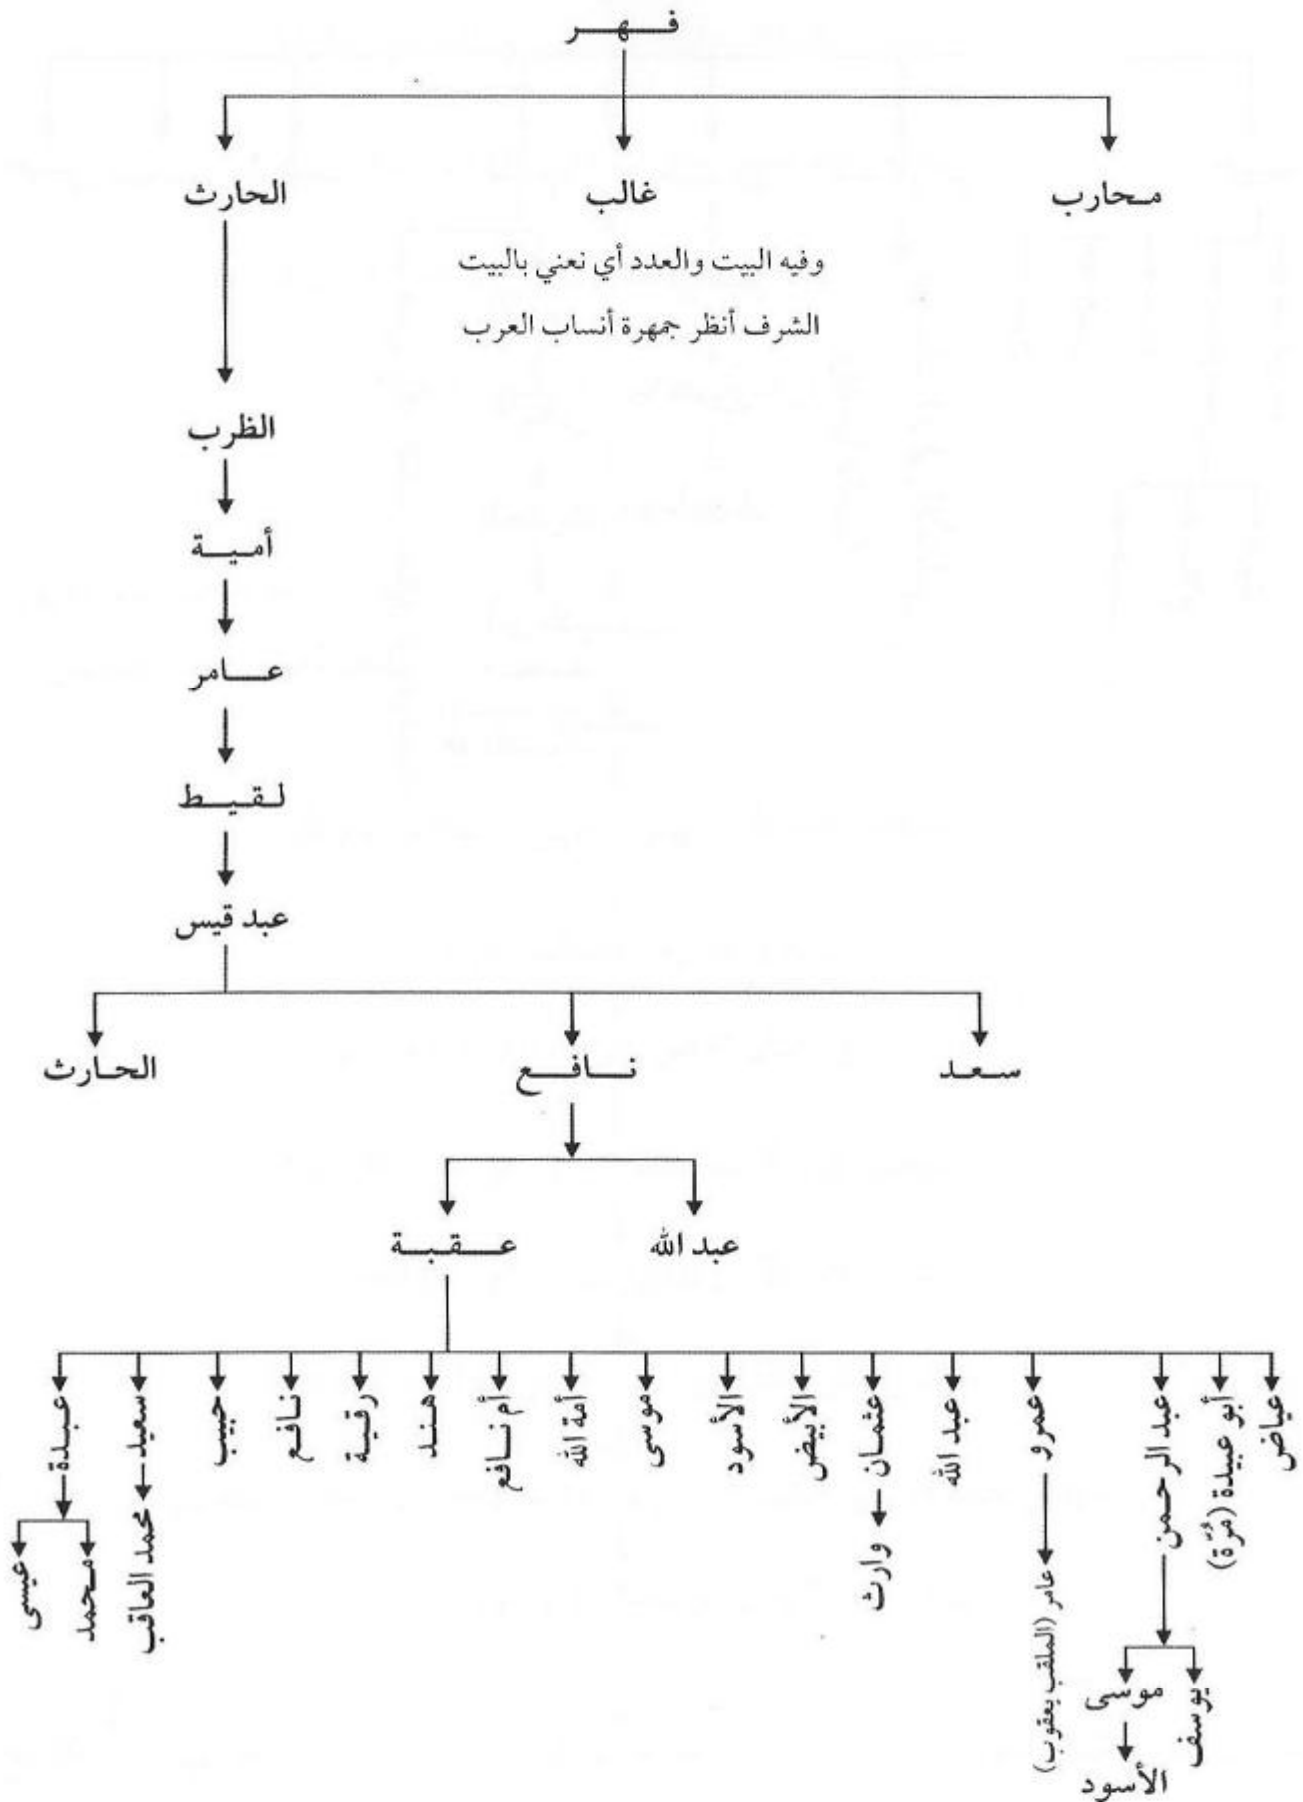 فهر
محارب
غالب
الحارث
وفيه البيت والعدد أي نعني بالبيت
الشرف أنظر جمهرة أنساب العرب
الظرب
أمية
عامر
لقيط
عبد قيس
سعد
نافع
الحارث
عبد الله
عقبة
عياض
أبو عبيدة (مُرّة)
عبد الرحمن
عمرو
عبد الله
عثمان
الأبيض
الأسود
موسى
أمة الله
أم نافع
هند
رقية
نافع
حبيب
سعيد
عبدة
يوسف
موسى
الأسود
عامر (الملقب يعقوب)
وارث
محمد العاقب
محمد
عيسى